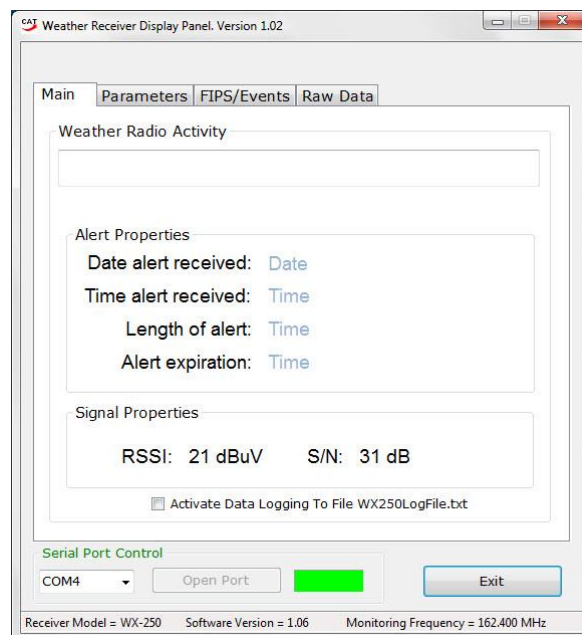 CAT Weather Receiver Display Panel. Version 1.02
Main Parameters FIPS/Events Raw Data
Weather Radio Activity
Alert Properties
Date alert received: Date
Time alert received: Time
Length of alert: Time
Alert expiration: Time
Signal Properties
RSSI: 21 dBuV S/N: 31 dB
Activate Data Logging To File WX250LogFile.txt
Serial Port Control
COM4 Open Port Exit
Receiver Model = WX-250 Software Version = 1.06 Monitoring Frequency = 162.400 MHz